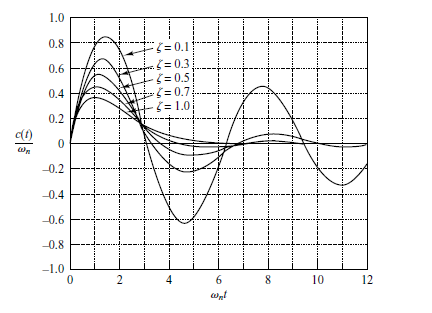 1.0
0.8
0.6
0.4
0.2
0
–0.2
–0.4
–0.6
–0.8
–1.0
c(t)
ωn
ζ = 0.1
ζ = 0.3
ζ = 0.5
ζ = 0.7
ζ = 1.0
0 2 4 6 8 10 12
ωnt